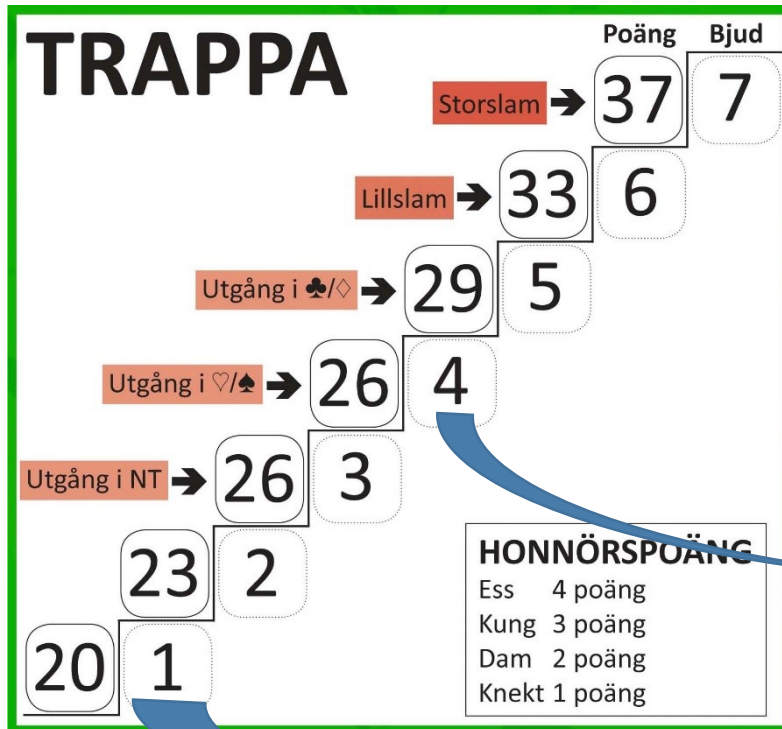 TRAPPA
Poäng Bjud
Storslam → 37 7
Lillslam → 33 6
Utgång i ♣/♢ → 29 5
Utgång i ♡/♠ → 26 4
Utgång i NT → 26 3
23 2
20 1
HONNÖRSPOÄNG
Ess 4 poäng
Kung 3 poäng
Dam 2 poäng
Knekt 1 poäng